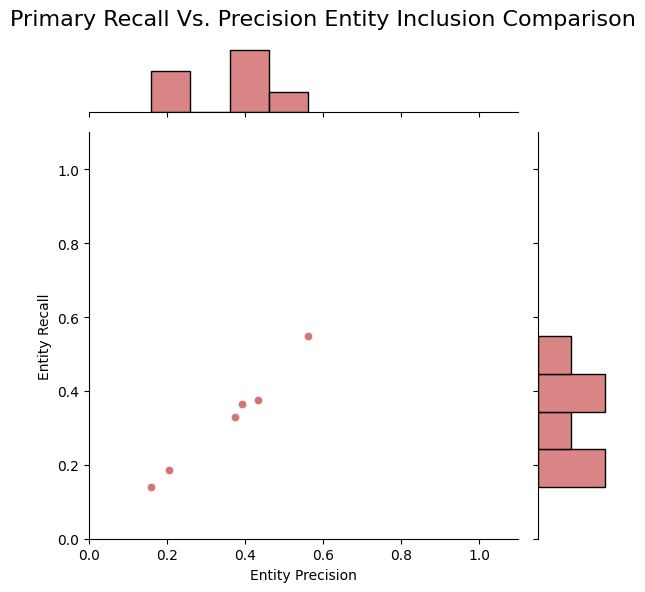 Primary Recall Vs. Precision Entity Inclusion Comparison
1.0
0.8
0.6
0.4
0.2
0.0
Entity Recall
0.0 0.2 0.4 0.6 0.8 1.0
Entity Precision